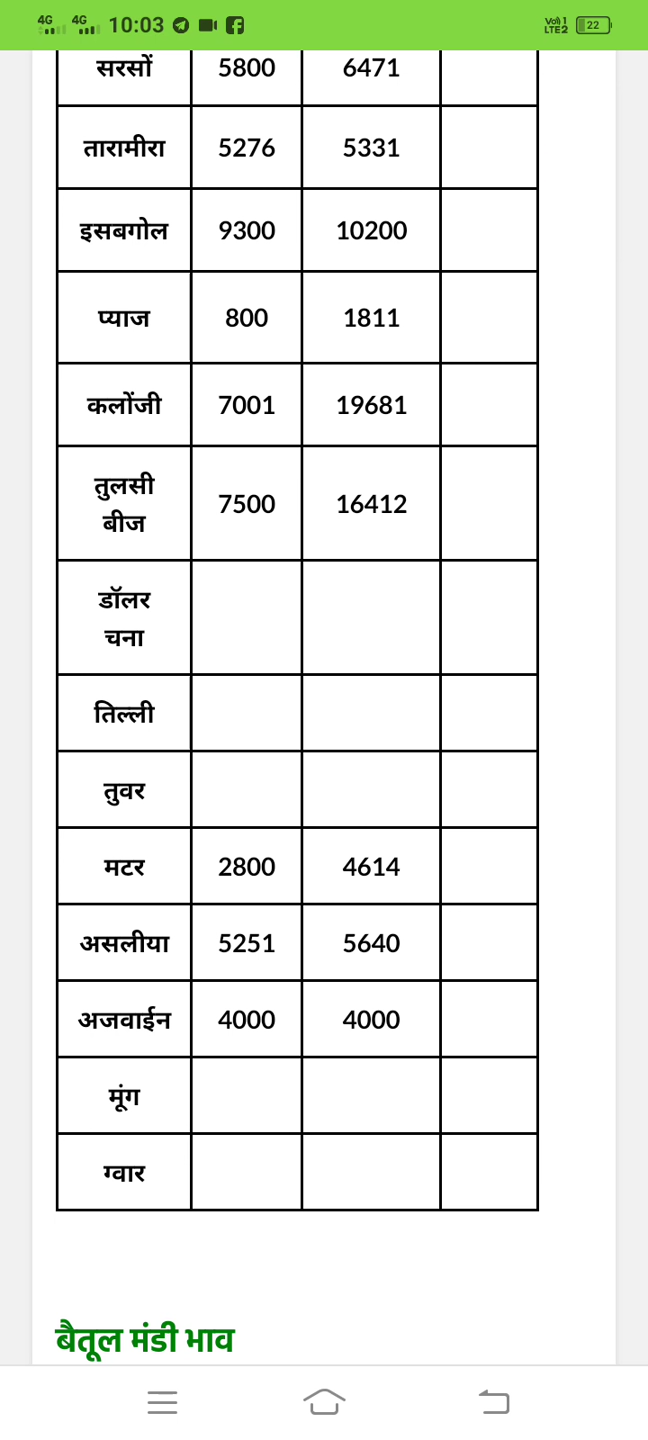 4G 4G 10:03 Vo) 1 LTE2 22
सरसों 5800 6471
तारामीरा 5276 5331
इसबगोल 9300 10200
प्याज 800 1811
कलोंजी 7001 19681
तुलसी
बीज 7500 16412
डॉलर
चना
तिल्ली
तुवर
मटर 2800 4614
असलीया 5251 5640
अजवाईन 4000 4000
मूंग
ग्वार
बैतूल मंडी भाव